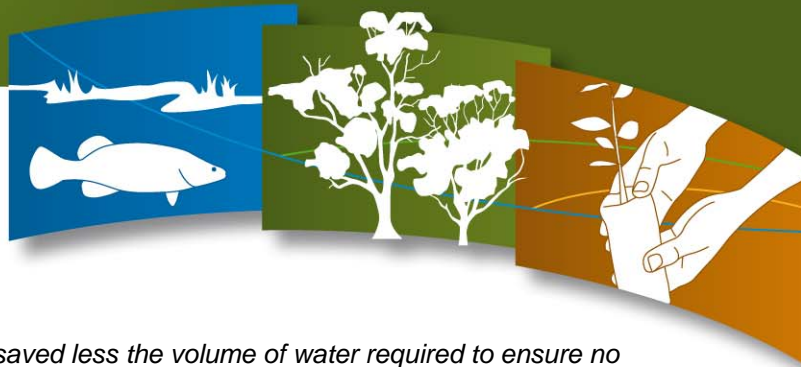 saved less the volume of water required to ensure no